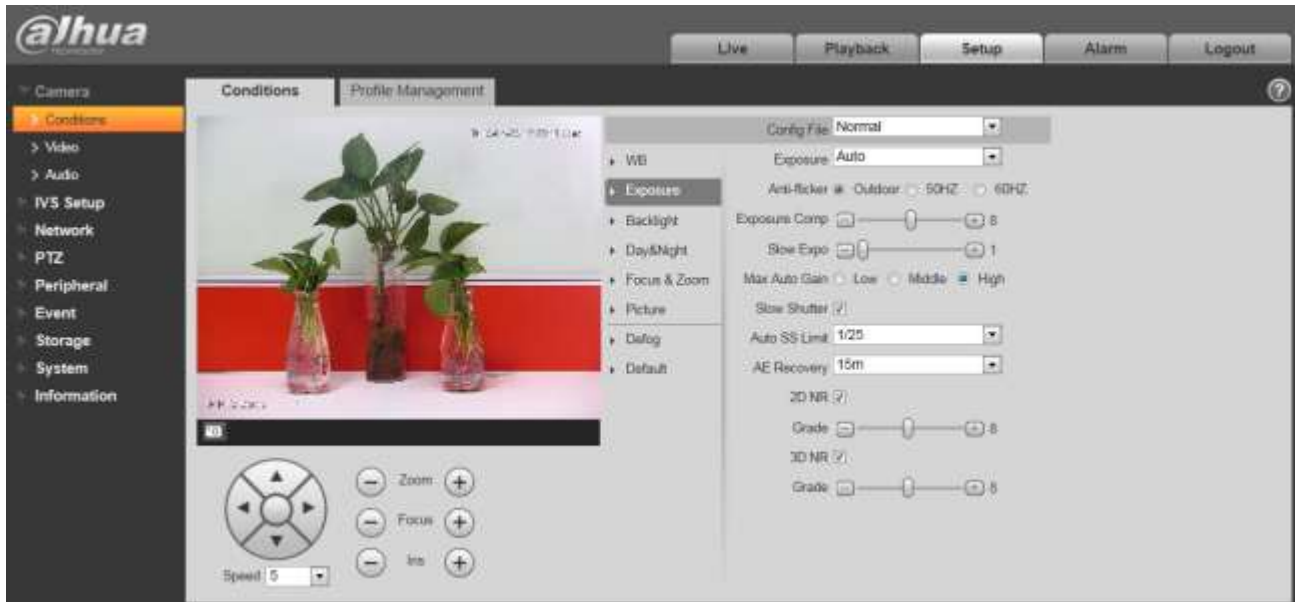 alhua
TECHNOLOGY
Live Playback Setup Alarm Logout
Camera
Conditions
Video
Audio
IVS Setup
Network
PTZ
Peripheral
Event
Storage
System
Information
Conditions Profile Management
?
Config File Normal
WB
Exposure
Backlight
Day&Night
Focus & Zoom
Picture
Defog
Default
Exposure Auto
Anti-flicker Outdoor 50HZ 60HZ
Exposure Comp 8
Slow Expo 1
Max Auto Gain Low Middle High
Slow Shutter
Auto SS Limit 1/25
AE Recovery 15m
2D NR
Grade 8
3D NR
Grade 8
Zoom
Focus
Iris
Speed 5